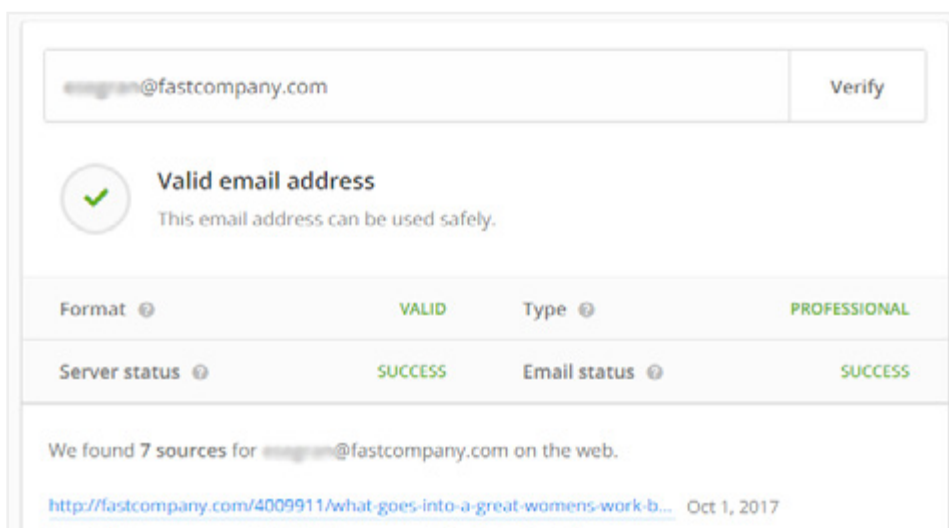 @fastcompany.com
Verify
Valid email address
This email address can be used safely.
Format VALID Type PROFESSIONAL
Server status SUCCESS Email status SUCCESS
We found 7 sources for @fastcompany.com on the web.
http://fastcompany.com/4009911/what-goes-into-a-great-womens-work-b... Oct 1, 2017